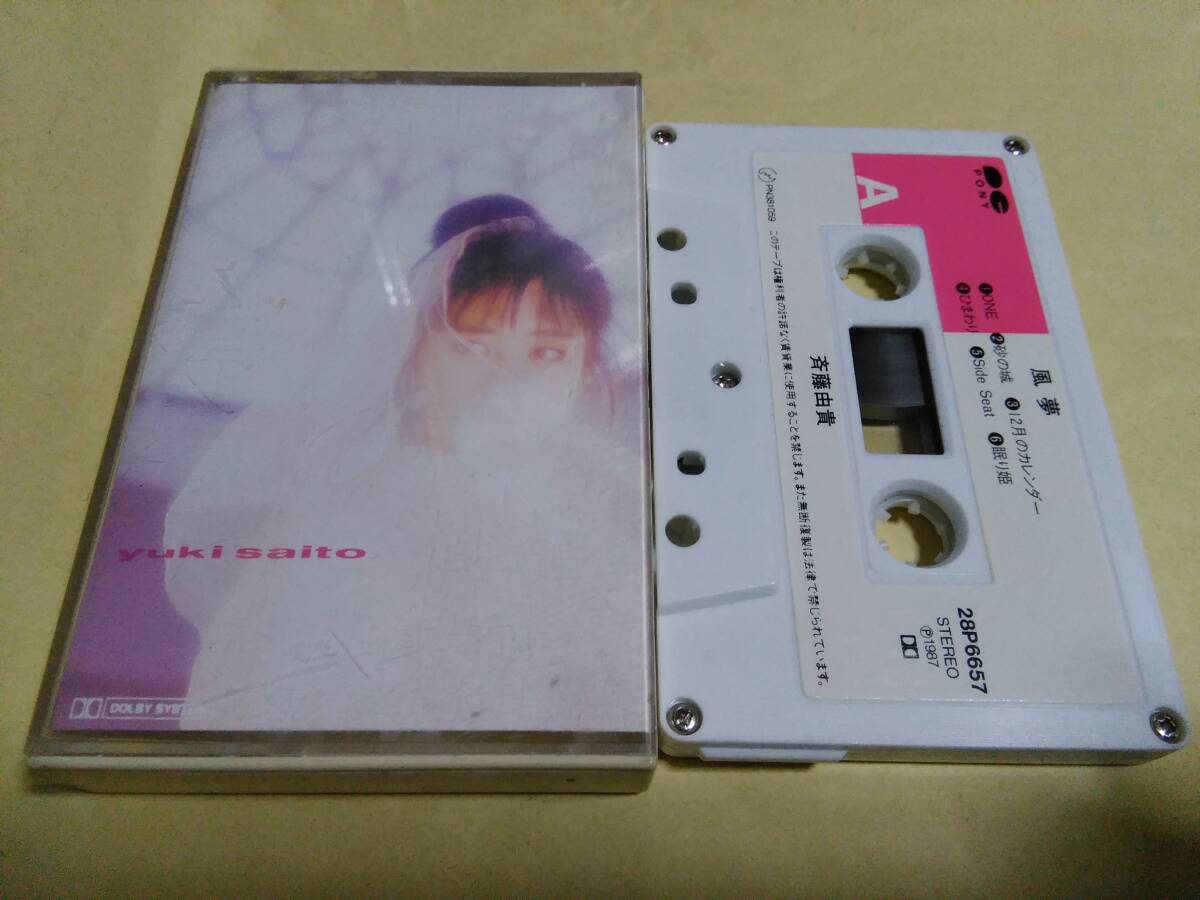 yuki saito
DOLBY SYST
PONY
A
風夢
❶ONE ❷砂の城 ❸12月のカレンダー
❹ひまわり ❺Side Seat ❻眠り姫
斉藤由貴
28P6657
STEREO
Ⓟ1987
PN381059 このテープは権利者の許諾なく賃貸業に使用することを禁じます。また無断複製は法律で禁じられています。